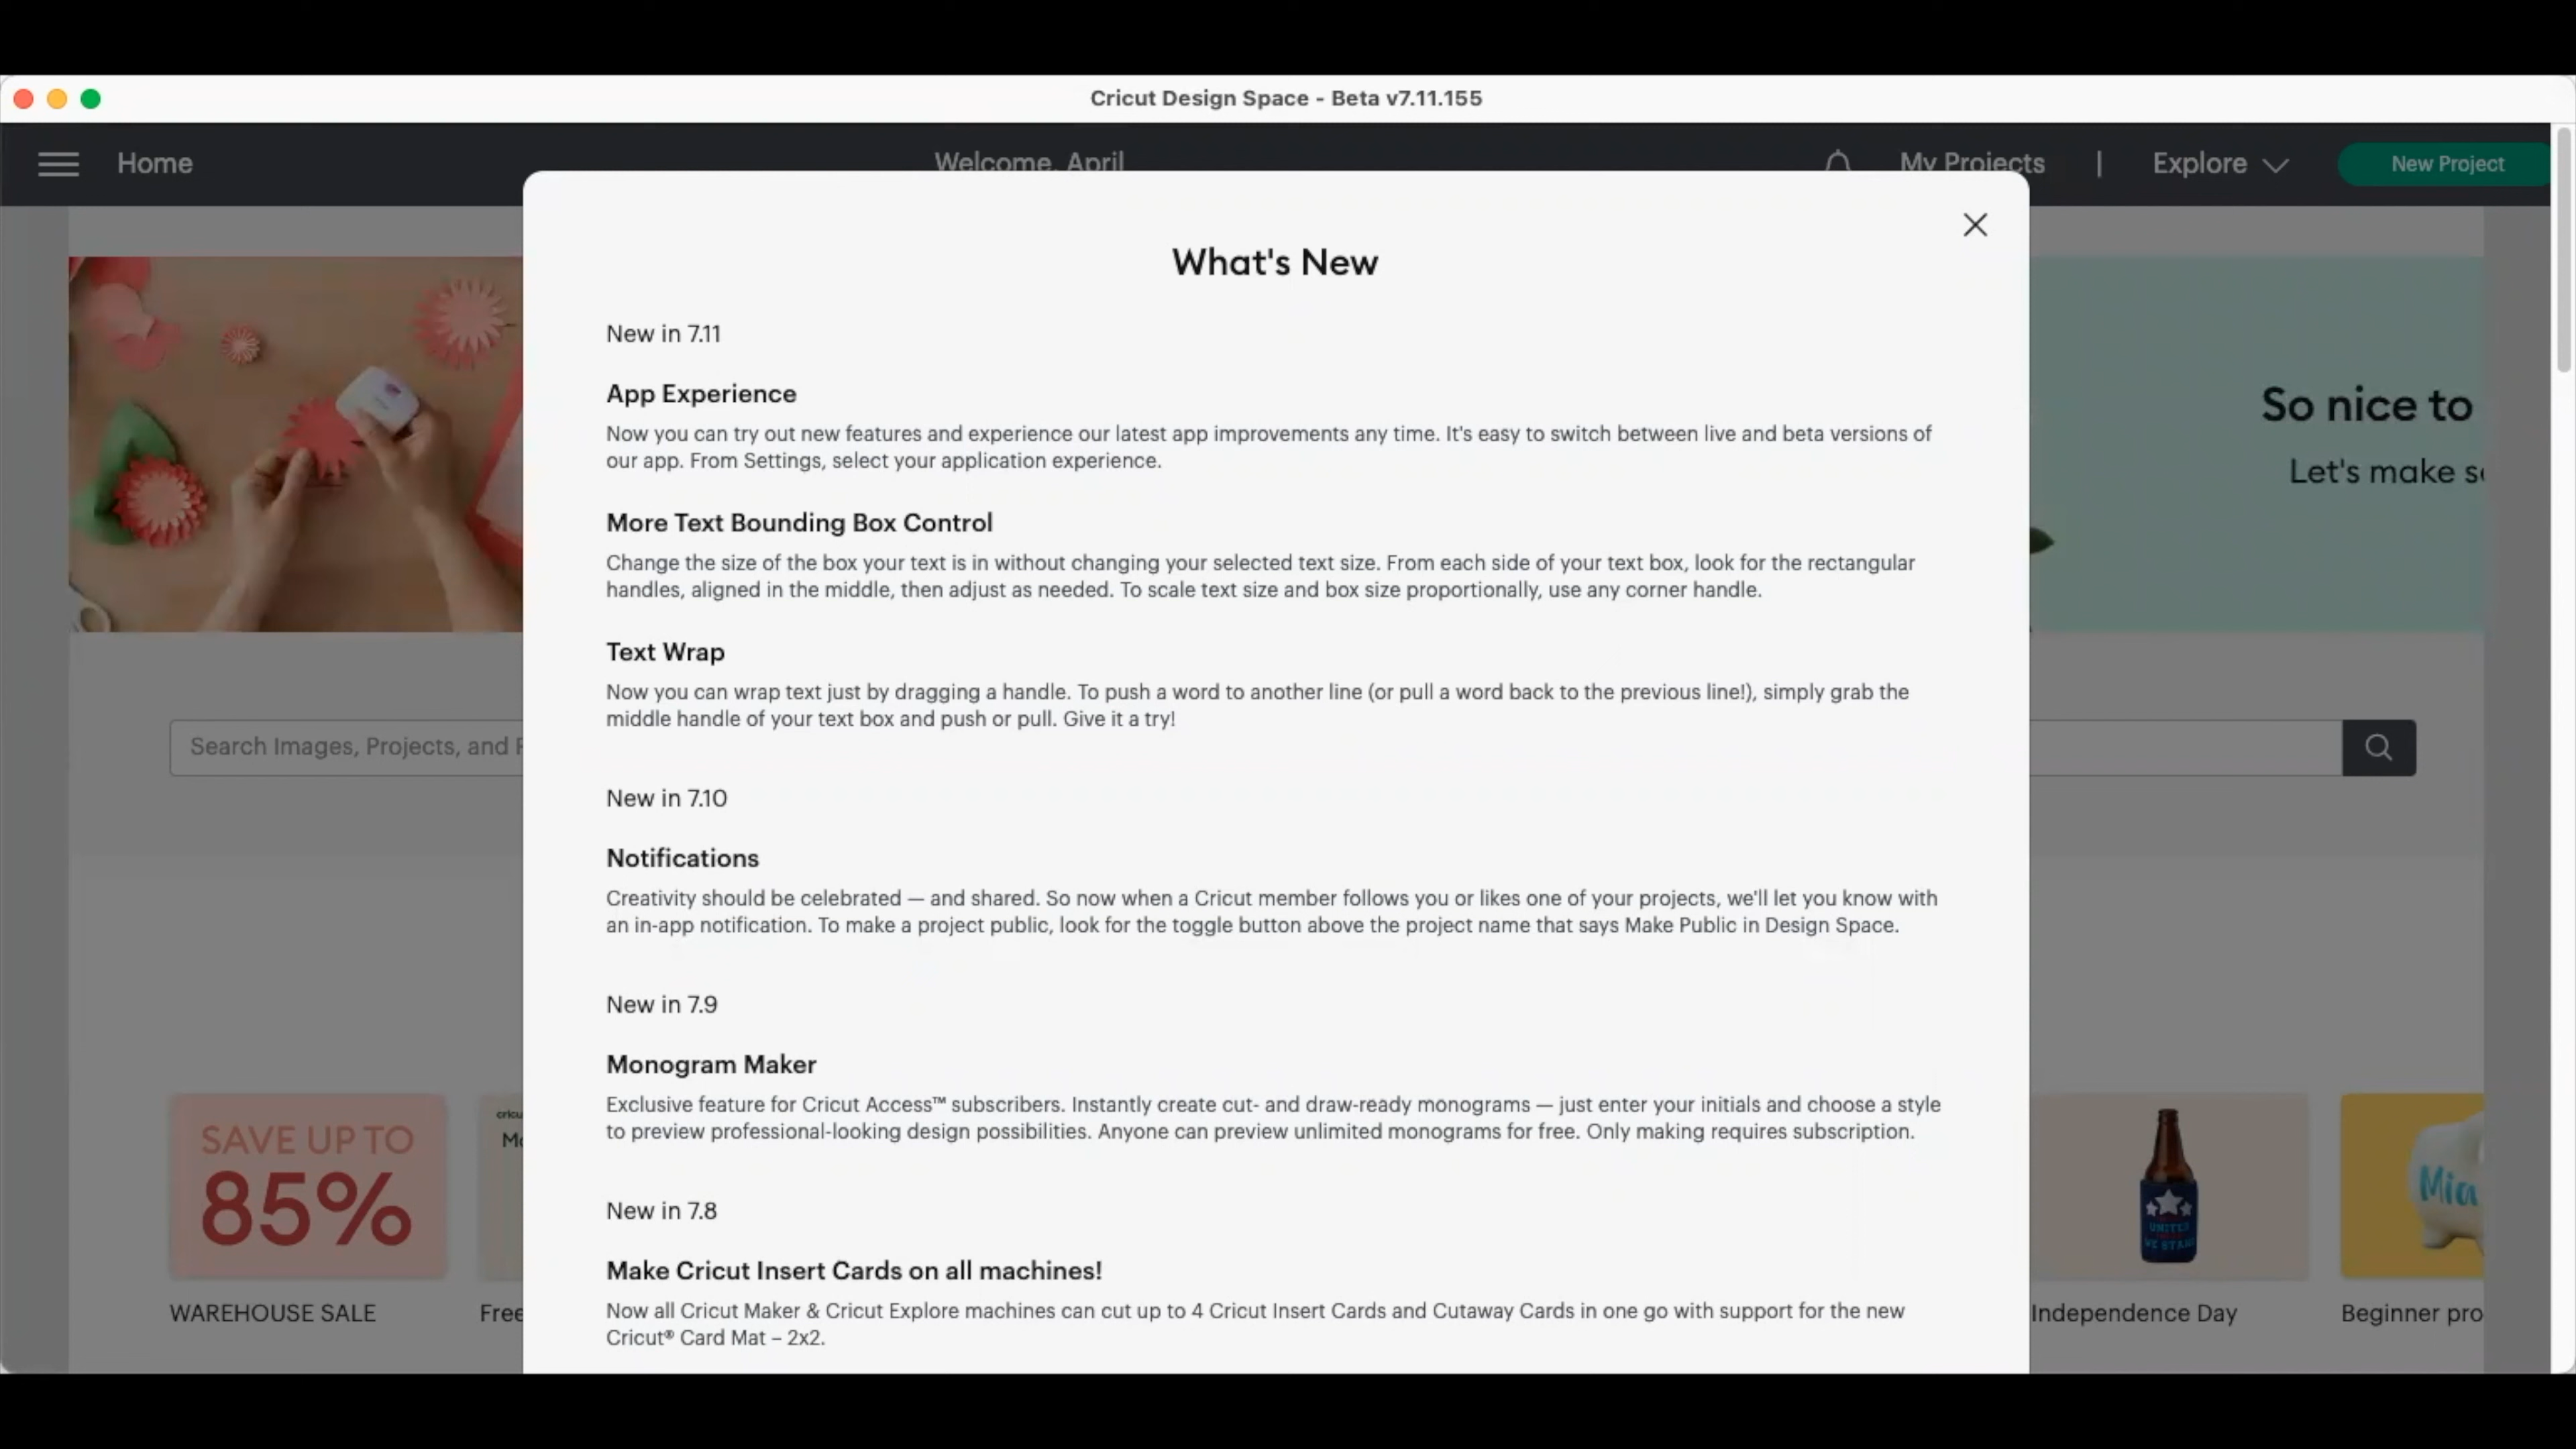 Cricut Design Space - Beta v7.11.155
Home
Welcome, April
My Projects
|
Explore
New Project
What's New
New in 7.11
App Experience
Now you can try out new features and experience our latest app improvements any time. It's easy to switch between live and beta versions of
our app. From Settings, select your application experience.
More Text Bounding Box Control
Change the size of the box your text is in without changing your selected text size. From each side of your text box, look for the rectangular
handles, aligned in the middle, then adjust as needed. To scale text size and box size proportionally, use any corner handle.
Text Wrap
Now you can wrap text just by dragging a handle. To push a word to another line (or pull a word back to the previous line!), simply grab the
middle handle of your text box and push or pull. Give it a try!
New in 7.10
Notifications
Creativity should be celebrated — and shared. So now when a Cricut member follows you or likes one of your projects, we'll let you know with
an in-app notification. To make a project public, look for the toggle button above the project name that says Make Public in Design Space.
New in 7.9
Monogram Maker
Exclusive feature for Cricut Access™ subscribers. Instantly create cut- and draw-ready monograms — just enter your initials and choose a style
to preview professional-looking design possibilities. Anyone can preview unlimited monograms for free. Only making requires subscription.
New in 7.8
Make Cricut Insert Cards on all machines!
Now all Cricut Maker & Cricut Explore machines can cut up to 4 Cricut Insert Cards and Cutaway Cards in one go with support for the new
Cricut® Card Mat – 2x2.
So nice to
Let's make
Search Images, Projects, and
SAVE UP TO
85%
WAREHOUSE SALE
Free
UNITED
WE STAND
Independence Day
Mia
Beginner